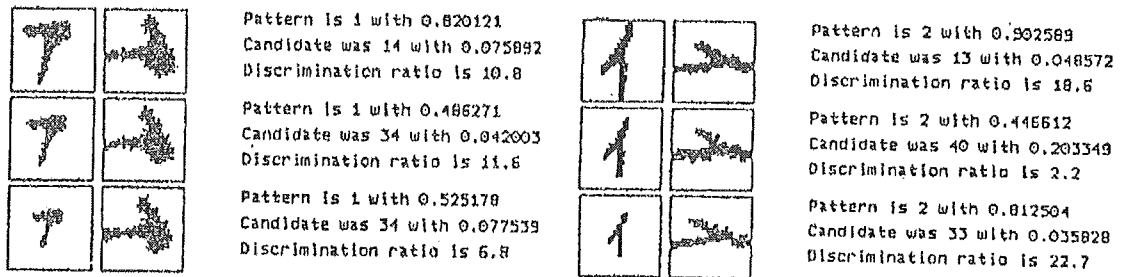 Pattern is 1 with 0.820121
Candidate was 14 with 0.075892
Discrimination ratio is 10.8
Pattern is 1 with 0.486271
Candidate was 34 with 0.042003
Discrimination ratio is 11.6
Pattern is 1 with 0.525178
Candidate was 34 with 0.077539
Discrimination ratio is 6.8
Pattern is 2 with 0.902589
Candidate was 13 with 0.048572
Discrimination ratio is 18.6
Pattern is 2 with 0.446612
Candidate was 40 with 0.203349
Discrimination ratio is 2.2
Pattern is 2 with 0.812504
Candidate was 33 with 0.035828
Discrimination ratio is 22.7